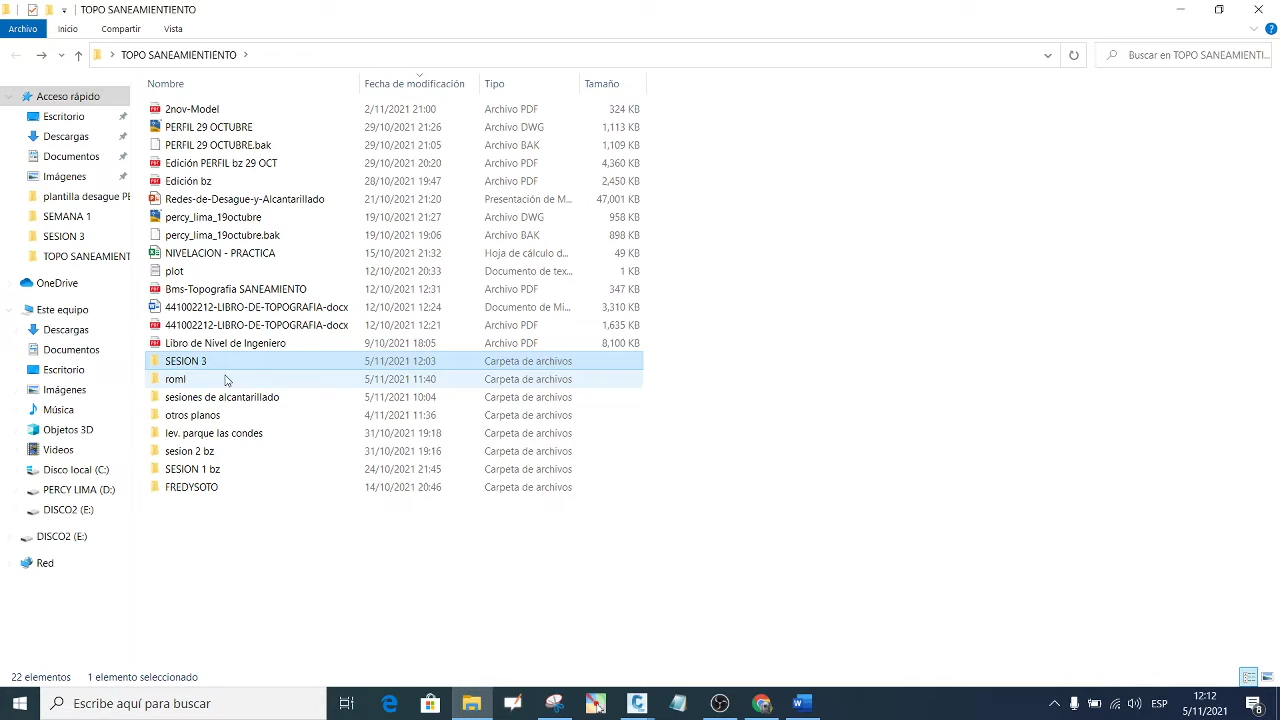 TOPO SANEAMIENTIENTO
Archivo Inicio Compartir Vista
TOPO SANEAMIENTIENTO
Buscar en TOPO SANEAMIENTI...
Nombre Fecha de modificación Tipo Tamaño
Acceso rápido
Escritorio
Descargas
Documentos
Imágenes
plantilla desague PE
SEMANA 1
SESION 3
TOPO SANEAMIENT
OneDrive
Este equipo
Descargas
Documentos
Escritorio
Imágenes
Música
Objetos 3D
Videos
Disco local (C:)
PERCY LIMA (D:)
DISCO2 (E:)
DISCO2 (E:)
Red
2nov-Model 2/11/2021 21:00 Archivo PDF 324 KB
PERFIL 29 OCTUBRE 29/10/2021 21:26 Archivo DWG 1,113 KB
PERFIL 29 OCTUBRE.bak 29/10/2021 21:05 Archivo BAK 1,109 KB
Edición PERFIL bz 29 OCT 29/10/2021 20:20 Archivo PDF 4,360 KB
Edición bz 28/10/2021 19:47 Archivo PDF 2,450 KB
Redes-de-Desague-y-Alcantarillado 21/10/2021 21:20 Presentación de M... 47,001 KB
percy_lima_19octubre 19/10/2021 21:27 Archivo DWG 958 KB
percy_lima_19octubre.bak 19/10/2021 19:06 Archivo BAK 898 KB
NIVELACION - PRACTICA 15/10/2021 21:32 Hoja de cálculo d... 49 KB
plot 12/10/2021 20:33 Documento de tex... 1 KB
Bms-Topografia SANEAMIENTO 12/10/2021 12:31 Archivo PDF 347 KB
441002212-LIBRO-DE-TOPOGRAFIA-docx 12/10/2021 12:24 Documento de Mi... 3,310 KB
441002212-LIBRO-DE-TOPOGRAFIA-docx 12/10/2021 12:21 Archivo PDF 1,635 KB
Libro de Nivel de Ingeniero 9/10/2021 18:05 Archivo PDF 8,100 KB
SESION 3 5/11/2021 12:03 Carpeta de archivos
roml 5/11/2021 11:40 Carpeta de archivos
sesiones de alcantarillado 5/11/2021 10:04 Carpeta de archivos
otros planos 4/11/2021 11:36 Carpeta de archivos
lev. parque las condes 31/10/2021 19:18 Carpeta de archivos
sesion 2 bz 31/10/2021 19:16 Carpeta de archivos
SESION 1 bz 24/10/2021 21:45 Carpeta de archivos
FREDYSOTO 14/10/2021 20:46 Carpeta de archivos
22 elementos 1 elemento seleccionado
Escribe aquí para buscar
ESP
12:12
5/11/2021
8